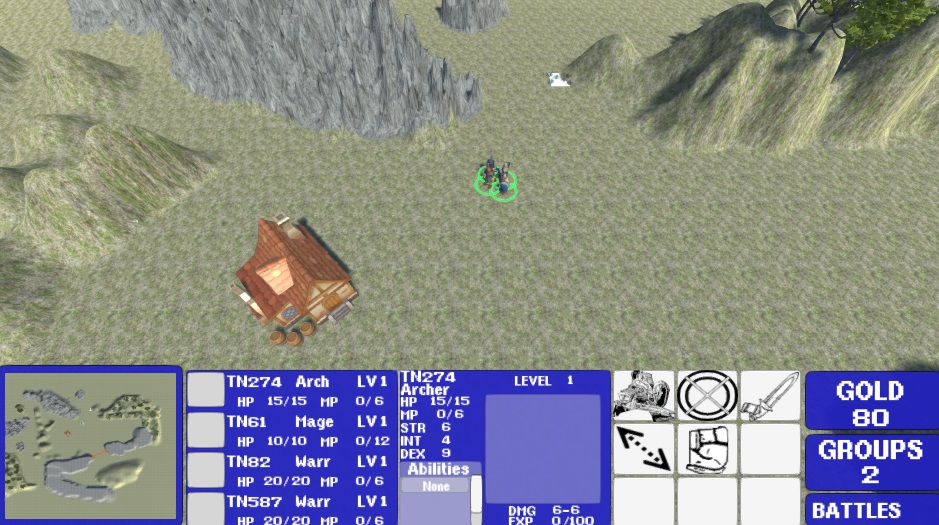 TN274 Arch LV1
HP 15/15 MP 0/6
TN61 Mage LV1
HP 10/10 MP 0/12
TN82 Warr LV1
HP 20/20 MP 0/6
TN587 Warr LV1
HP 20/20 MP 0/6
TN274
Archer
HP 15/15
MP 0/6
STR 6
INT 4
DEX 9
Abilities
None
LEVEL 1
DMG 6-6
EXP 0/100
GOLD
80
GROUPS
2
BATTLES